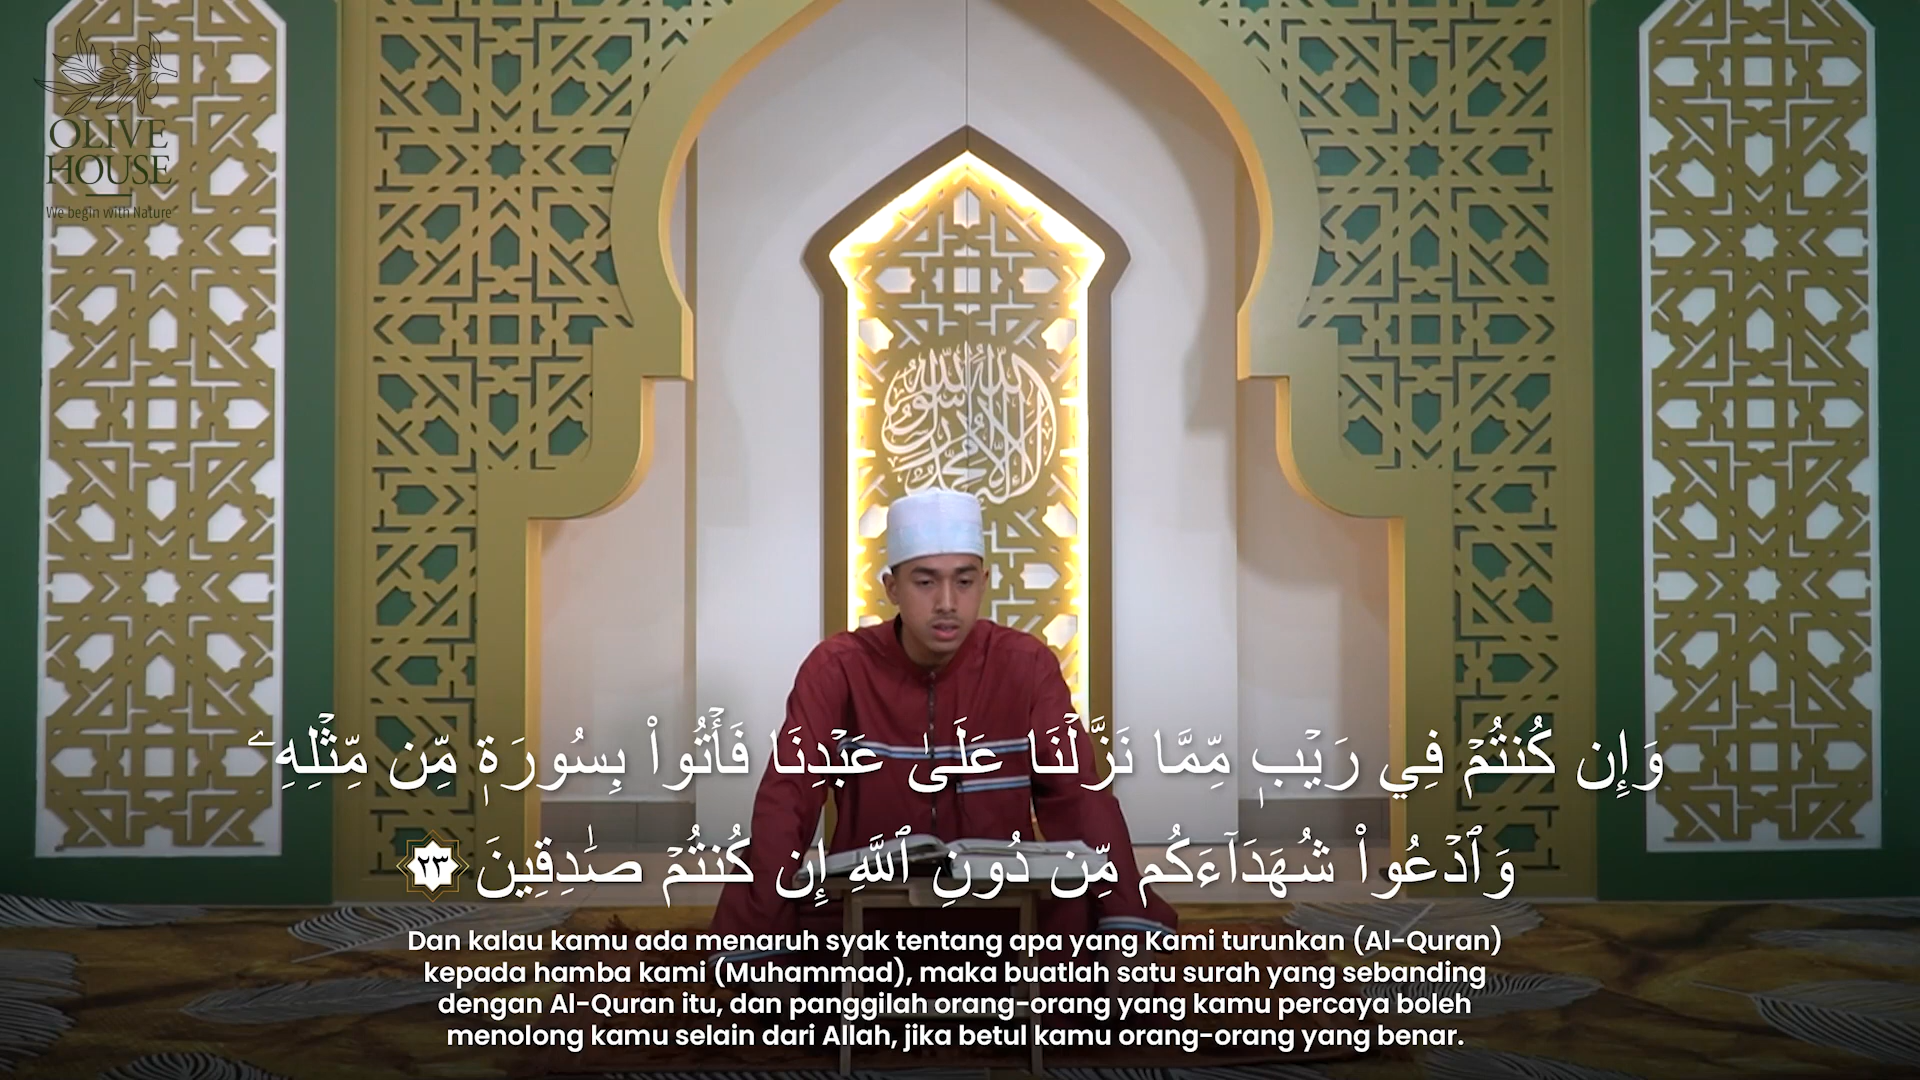 OLIVE
HOUSE
We begin with Nature
وَإِن كُنتُمۡ فِي رَيۡبٖ مِّمَّا نَزَّلۡنَا عَلَىٰ عَبۡدِنَا فَأۡتُواْ بِسُورَةٖ مِّن مِّثۡلِهِۦ
وَٱدۡعُواْ شُهَدَآءَكُم مِّن دُونِ ٱللَّهِ إِن كُنتُمۡ صَٰدِقِينَ ٢٣
Dan kalau kamu ada menaruh syak tentang apa yang Kami turunkan (Al-Quran)
kepada hamba kami (Muhammad), maka buatlah satu surah yang sebanding
dengan Al-Quran itu, dan panggilah orang-orang yang kamu percaya boleh
menolong kamu selain dari Allah, jika betul kamu orang-orang yang benar.